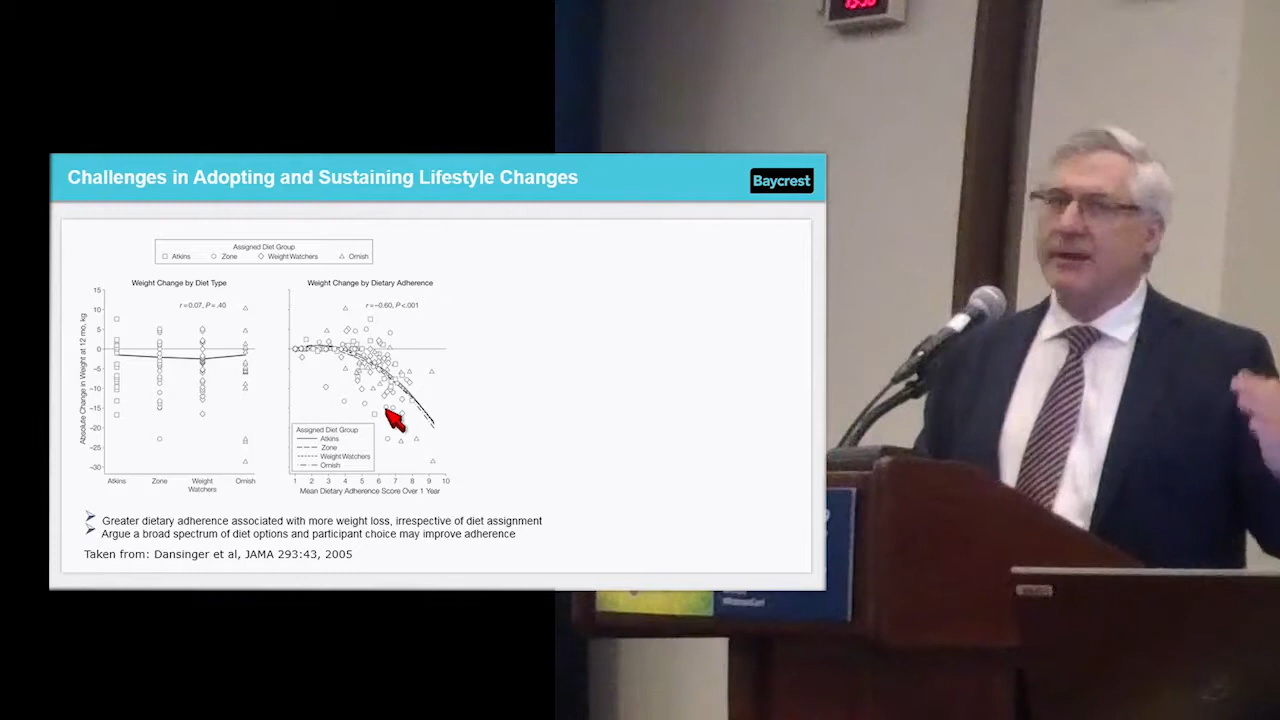 Challenges in Adopting and Sustaining Lifestyle Changes
Baycrest
Assigned Diet Group
Atkins Zone Weight Watchers Ornish
Weight Change by Diet Type
r=0.07, P=.40
Absolute Change in Weight at 12 mo, kg
15
10
5
0
−5
−10
−15
−20
−25
−30
Atkins Zone Weight Watchers Ornish
Weight Change by Dietary Adherence
r=−0.60, P<.001
Assigned Diet Group
Atkins
Zone
Weight Watchers
Ornish
1 2 3 4 5 6 7 8 9 10
Mean Dietary Adherence Score Over 1 Year
Greater dietary adherence associated with more weight loss, irrespective of diet assignment
Argue a broad spectrum of diet options and participant choice may improve adherence
Taken from: Dansinger et al, JAMA 293:43, 2005